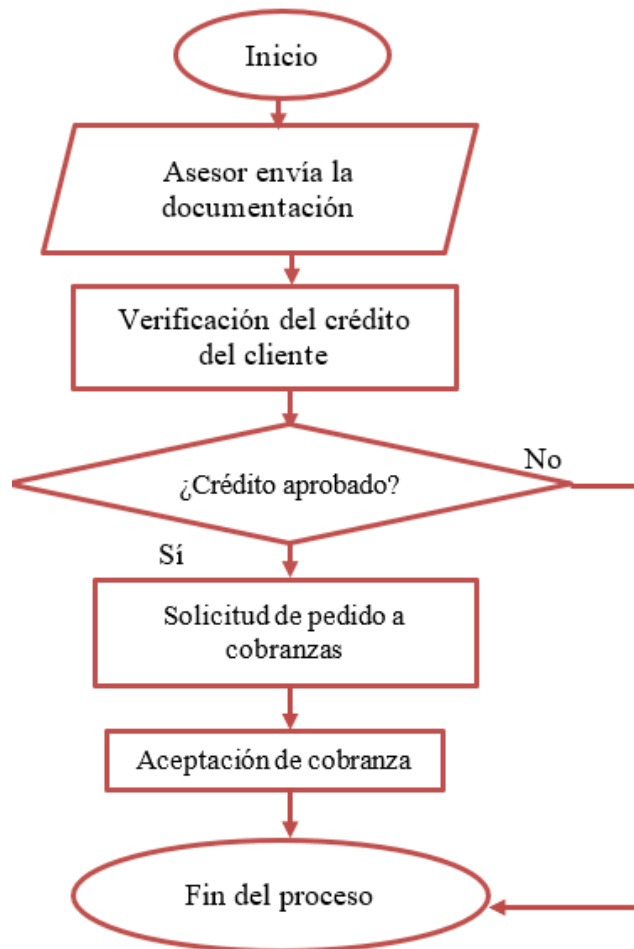 Inicio
Asesor envía la
documentación
Verificación del crédito
del cliente
¿Crédito aprobado?
No
Sí
Solicitud de pedido a
cobranzas
Aceptación de cobranza
Fin del proceso